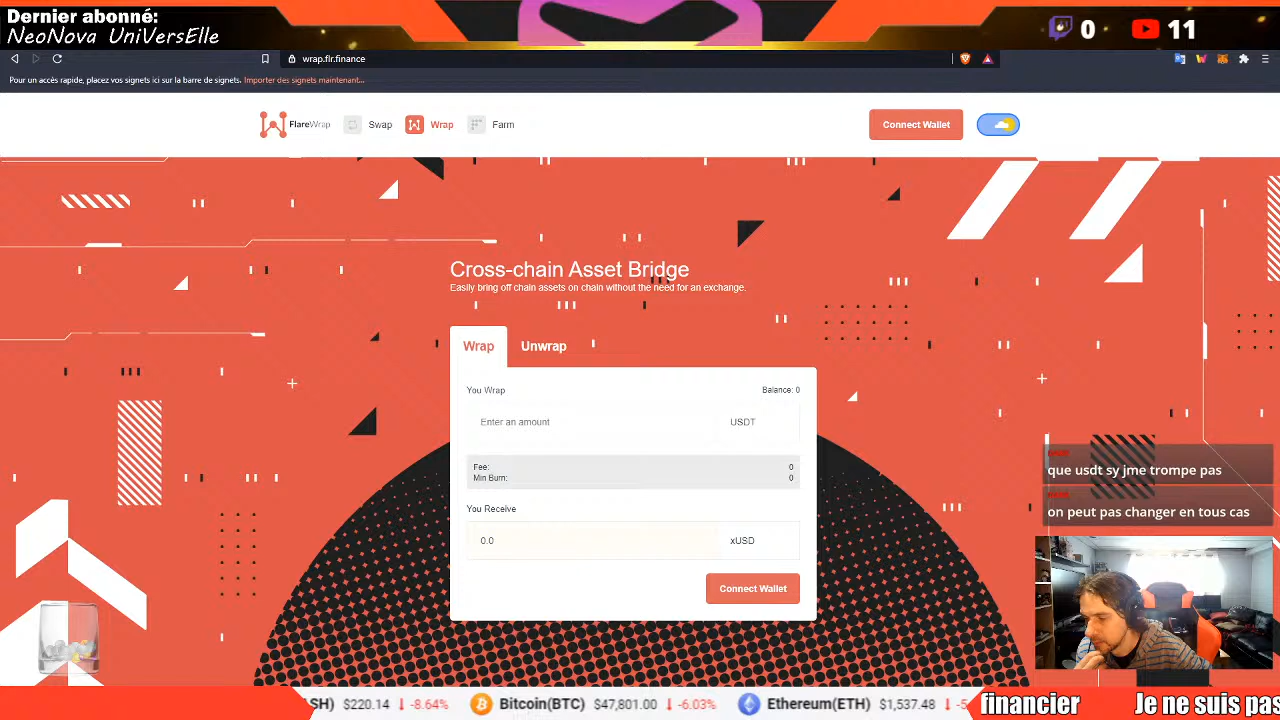 Dernier abonné:
NeoNova UniVersElle
0
11
wrap.flr.finance
Pour un accès rapide, placez vos signets ici sur la barre de signets. Importer des signets maintenant...
FlareWrap
Swap
Wrap
Farm
Connect Wallet
Cross-chain Asset Bridge
Easily bring off chain assets on chain without the need for an exchange.
Wrap
Unwrap
You Wrap
Balance: 0
Enter an amount
USDT
Fee:
0
Min Burn:
0
You Receive
0.0
xUSD
Connect Wallet
que usdt sy jme trompe pas
on peut pas changer en tous cas
SH) $220.14 ↓ -8.64% Bitcoin(BTC) $47,801.00 ↓ -6.03% Ethereum(ETH) $1,537.48 ↓ -5
financier Je ne suis pas